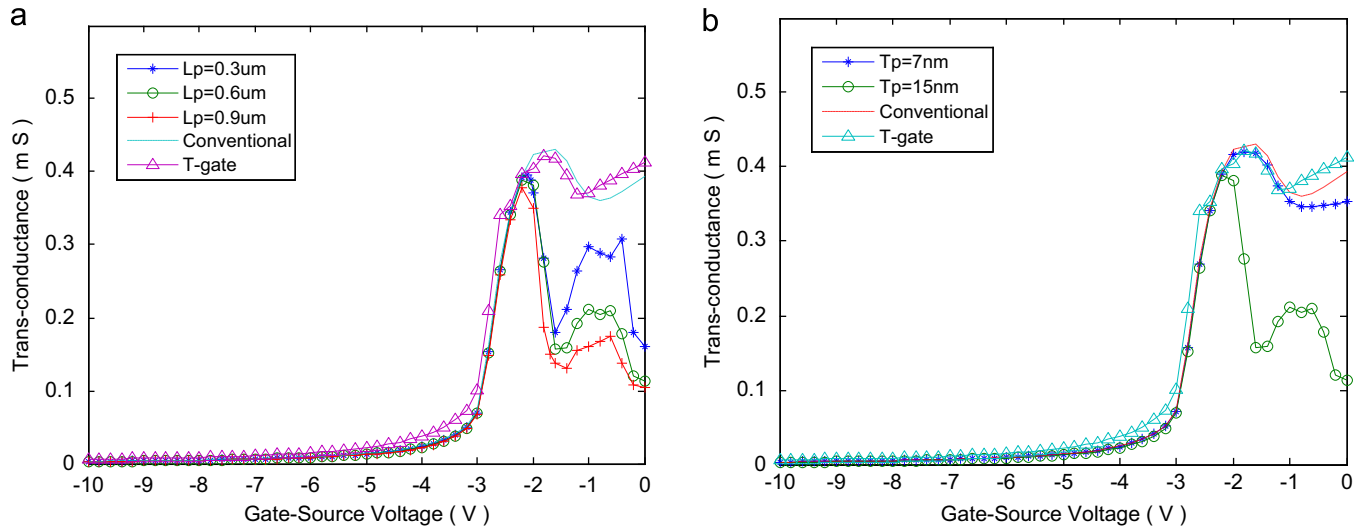 a
Trans-conductance ( m S )
0.5
0.4
0.3
0.2
0.1
0
Lp=0.3um
Lp=0.6um
Lp=0.9um
Conventional
T-gate
-10 -9 -8 -7 -6 -5 -4 -3 -2 -1 0
Gate-Source Voltage ( V )
b
Trans-conductance ( m S )
0.5
0.4
0.3
0.2
0.1
0
Tp=7nm
Tp=15nm
Conventional
T-gate
-10 -9 -8 -7 -6 -5 -4 -3 -2 -1 0
Gate-Source Voltage ( V )